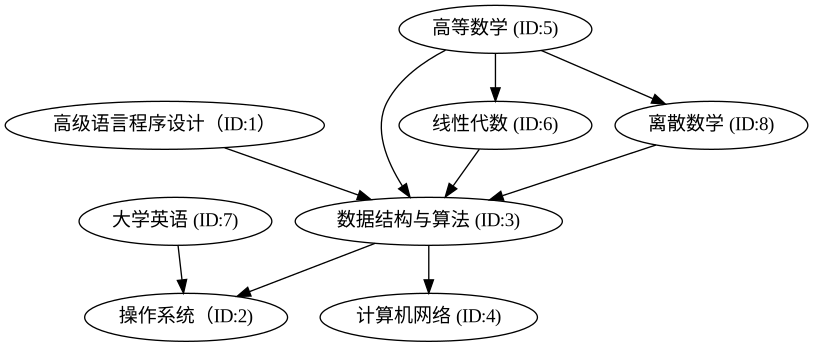 高等数学 (ID:5)
高级语言程序设计（ID:1）
线性代数 (ID:6)
离散数学 (ID:8)
大学英语 (ID:7)
数据结构与算法 (ID:3)
操作系统（ID:2)
计算机网络 (ID:4)